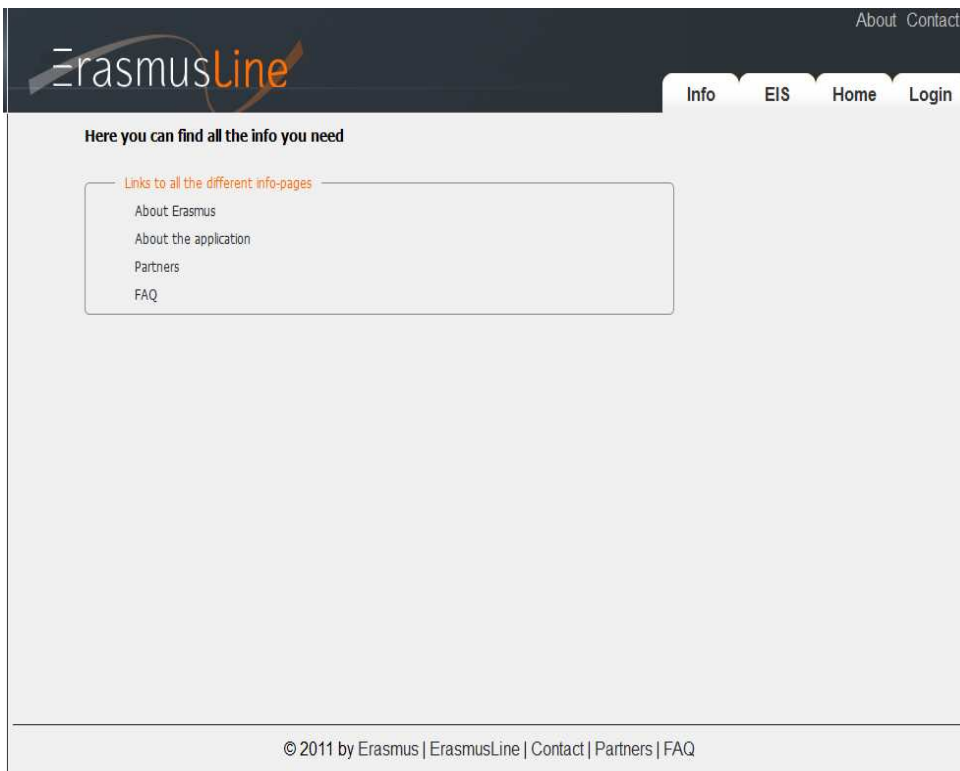 About Contact
ErasmusLine
Info EIS Home Login
Here you can find all the info you need
Links to all the different info-pages
About Erasmus
About the application
Partners
FAQ
© 2011 by Erasmus | ErasmusLine | Contact | Partners | FAQ